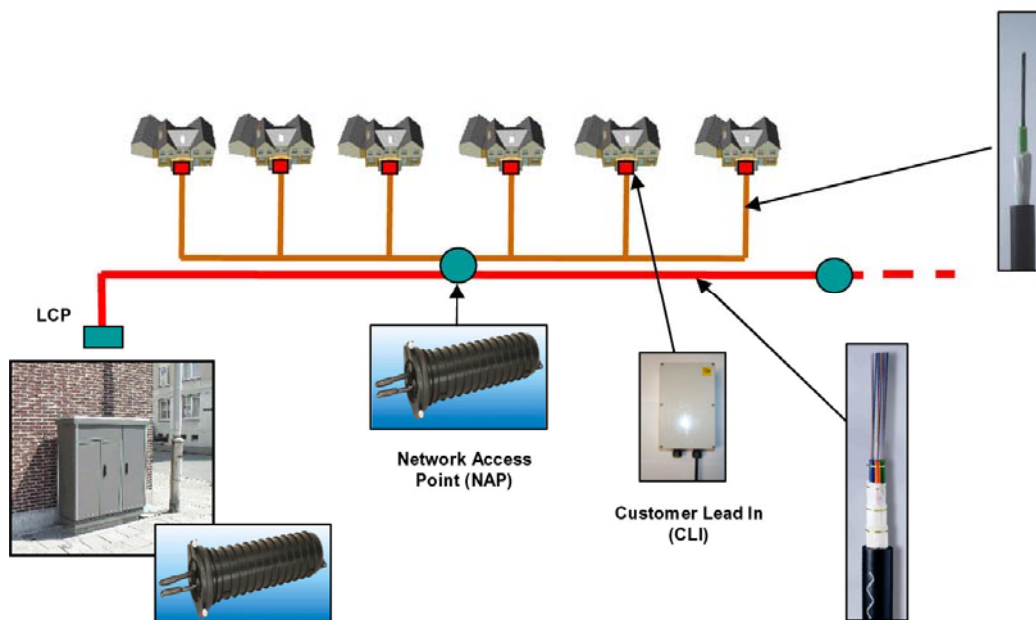 LCP
Network Access
Point (NAP)
Customer Lead In
(CLI)